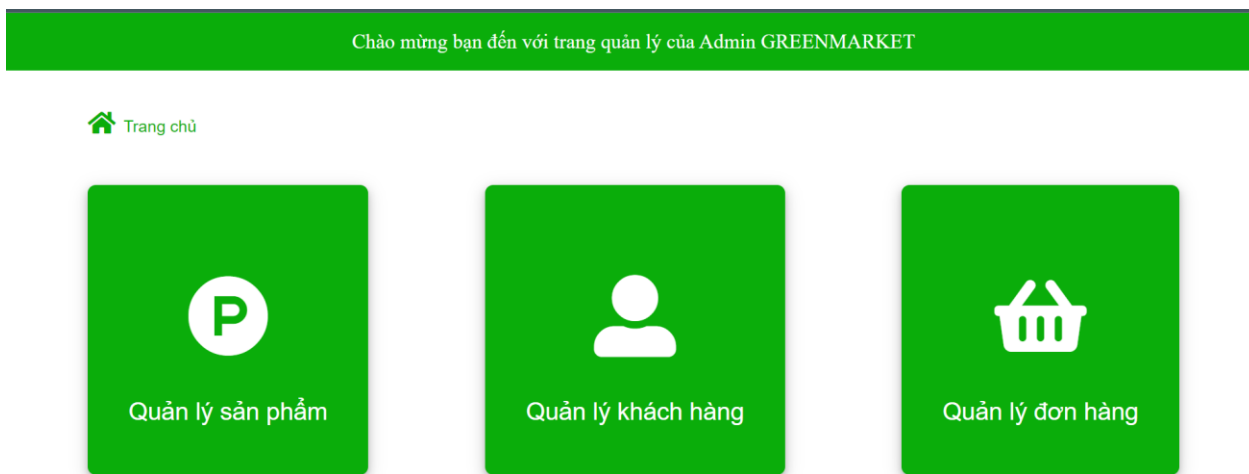 Chào mừng bạn đến với trang quản lý của Admin GREENMARKET
Trang chủ
P
Quản lý sản phẩm
Quản lý khách hàng
Quản lý đơn hàng